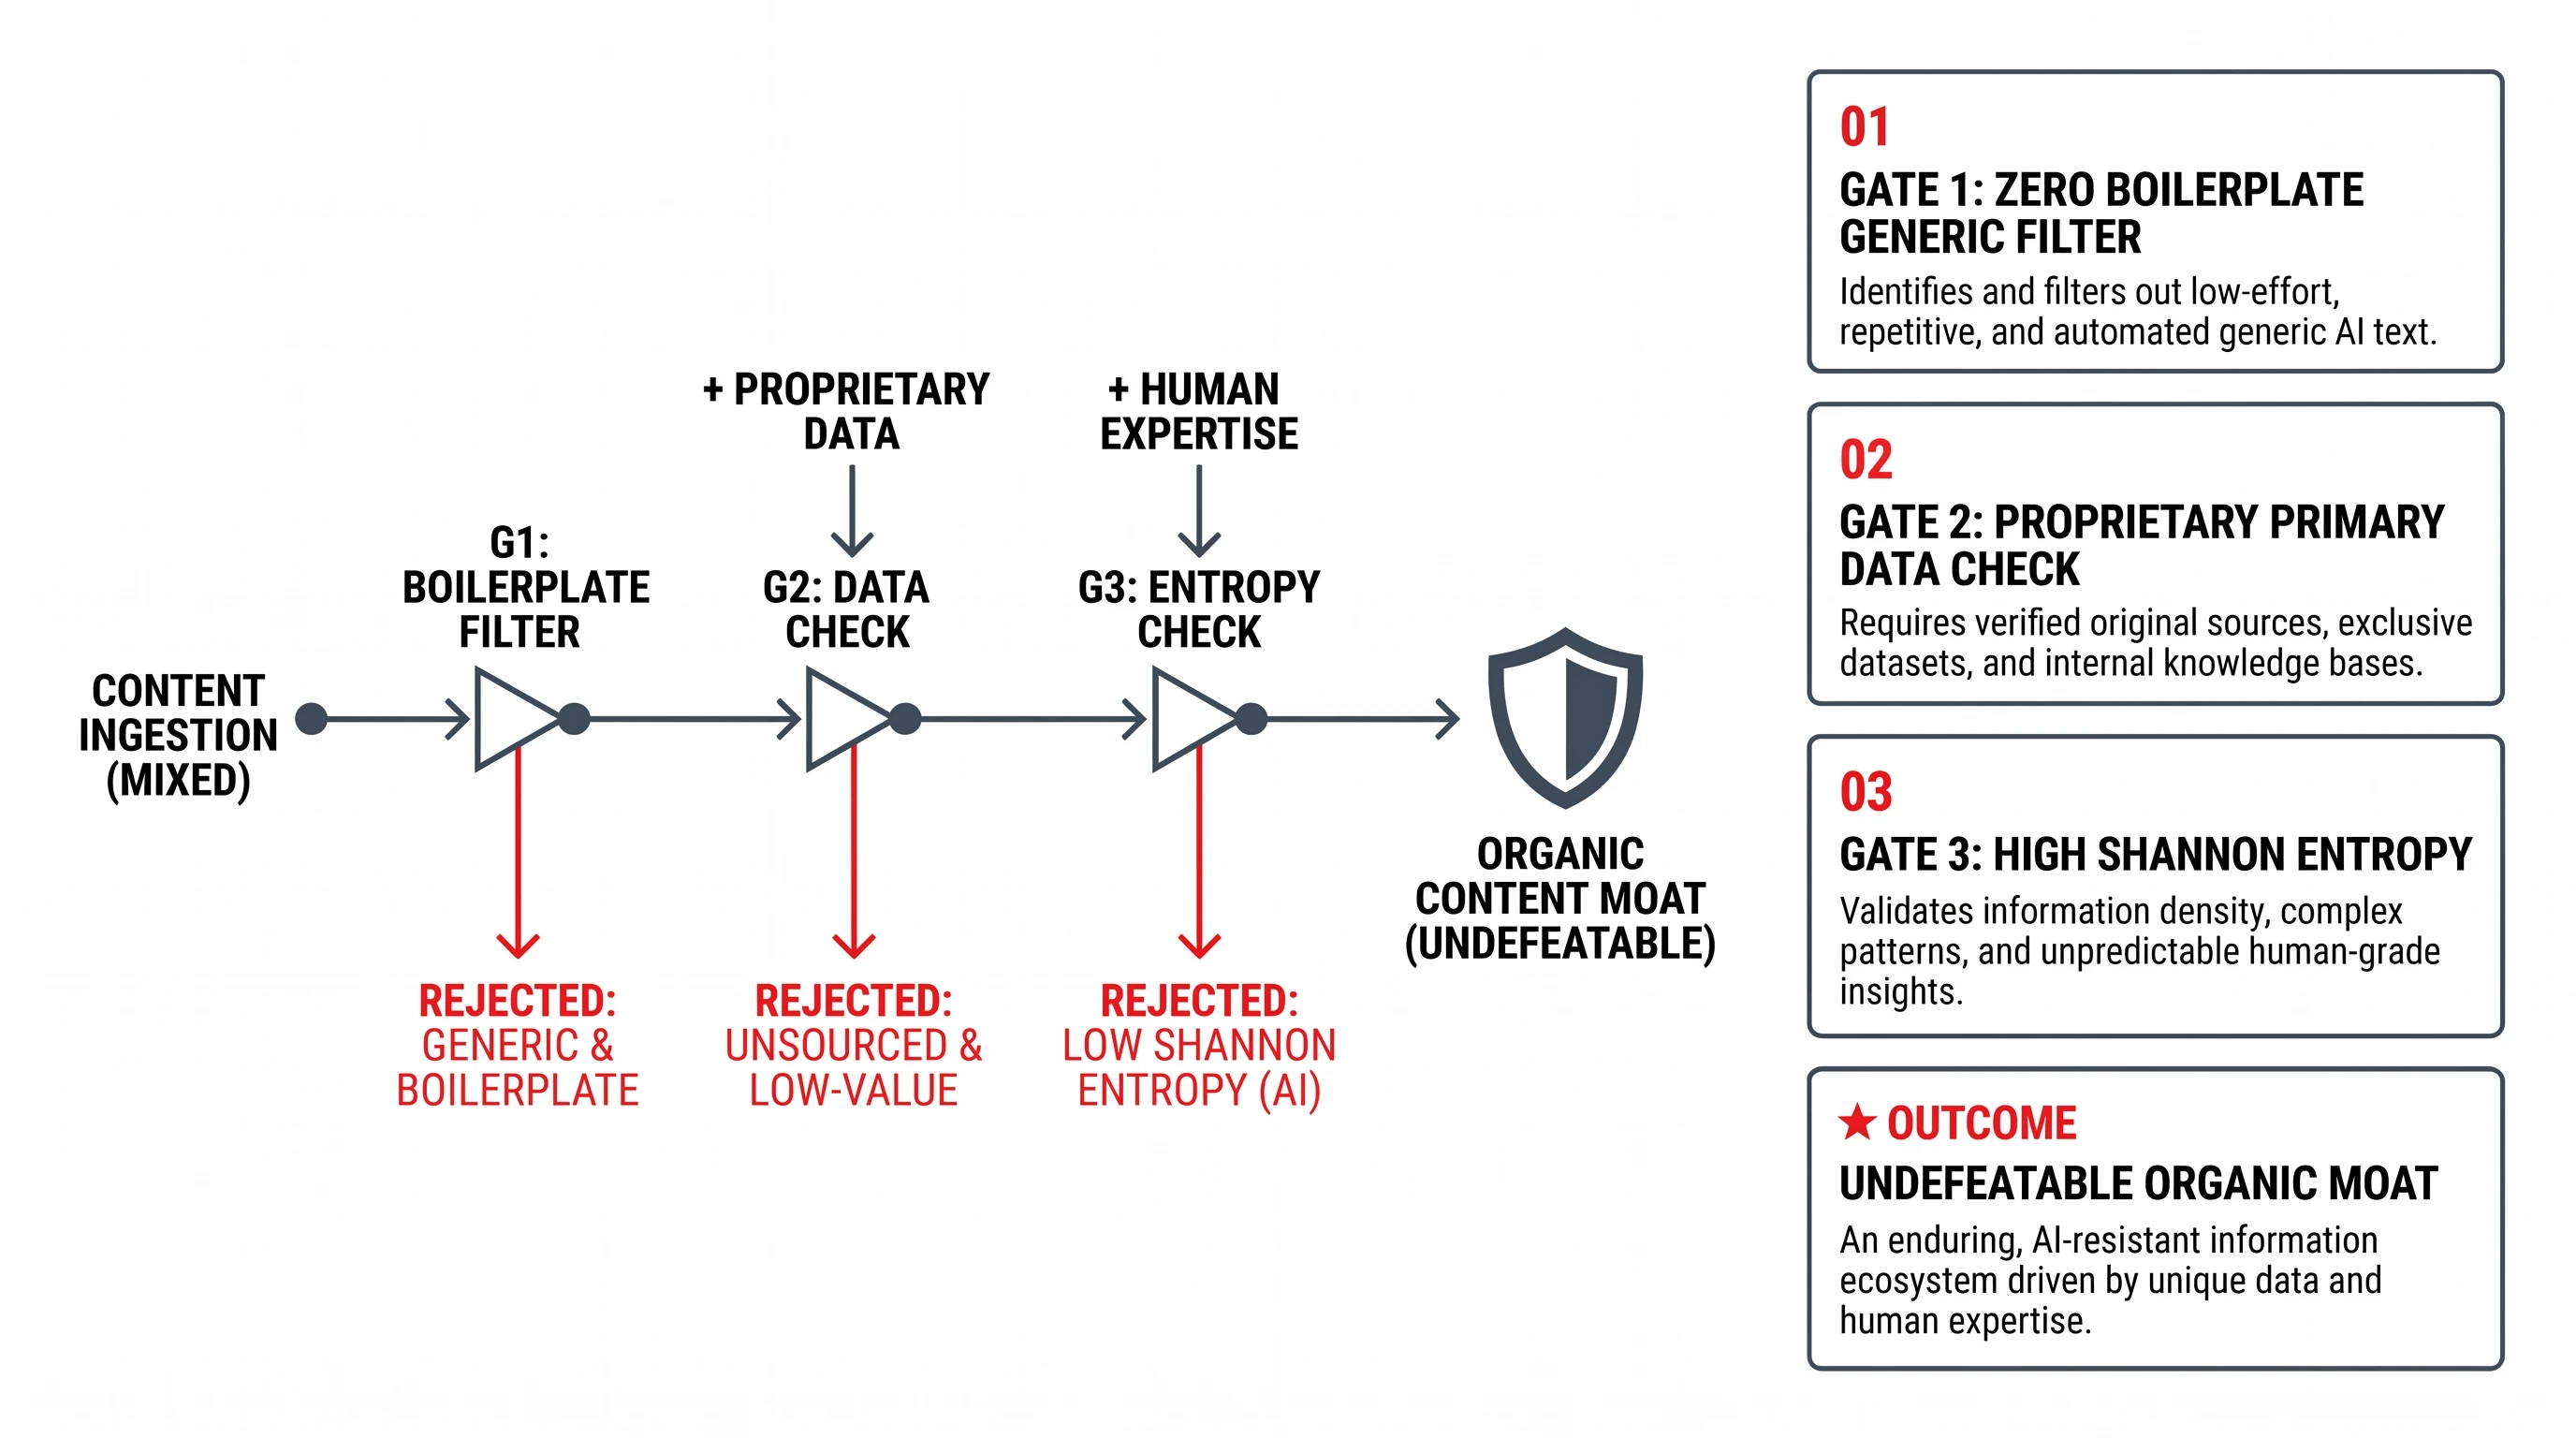 CONTENT
INGESTION
(MIXED)
G1:
BOILERPLATE
FILTER
REJECTED:
GENERIC &
BOILERPLATE
+ PROPRIETARY
DATA
G2: DATA
CHECK
REJECTED:
UNSOURCED &
LOW-VALUE
+ HUMAN
EXPERTISE
G3: ENTROPY
CHECK
REJECTED:
LOW SHANNON
ENTROPY (AI)
ORGANIC
CONTENT MOAT
(UNDEFEATABLE)
01
GATE 1: ZERO BOILERPLATE
GENERIC FILTER
Identifies and filters out low-effort,
repetitive, and automated generic AI text.
02
GATE 2: PROPRIETARY PRIMARY
DATA CHECK
Requires verified original sources, exclusive
datasets, and internal knowledge bases.
03
GATE 3: HIGH SHANNON ENTROPY
Validates information density, complex
patterns, and unpredictable human-grade
insights.
★ OUTCOME
UNDEFEATABLE ORGANIC MOAT
An enduring, AI-resistant information
ecosystem driven by unique data and
human expertise.